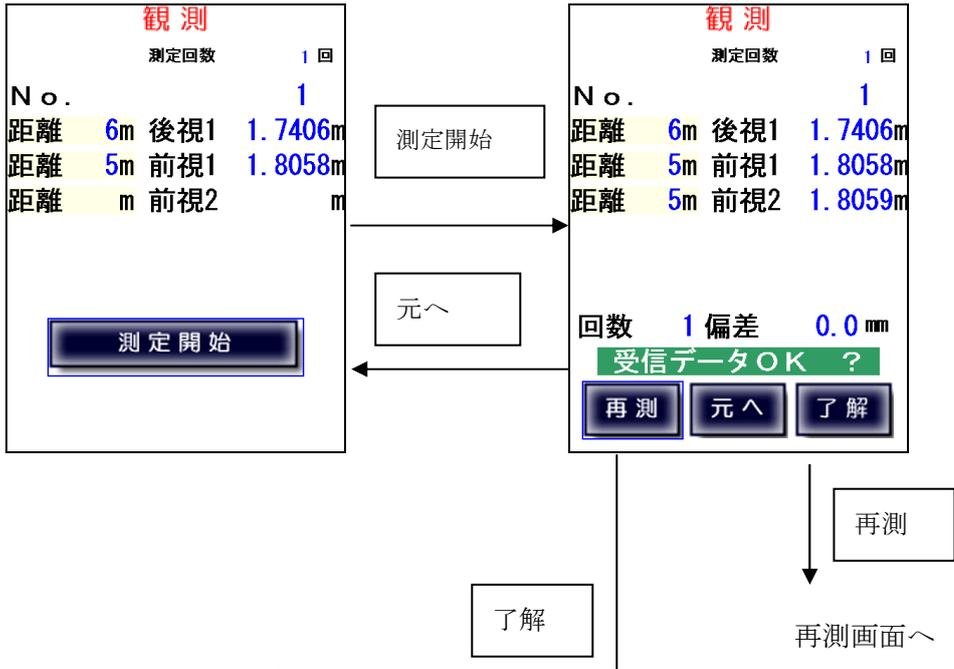 観測
測定回数 1 回
Ｎｏ. 1
距離 6m 後視1 1.7406m
距離 5m 前視1 1.8058m
距離 m 前視2 m
測定開始
測定開始
元へ
観測
測定回数 1 回
Ｎｏ. 1
距離 6m 後視1 1.7406m
距離 5m 前視1 1.8058m
距離 5m 前視2 1.8059m
回数 1 偏差 0.0 mm
受信データＯＫ ？
再測 元へ 了解
再測
了解
再測画面へ